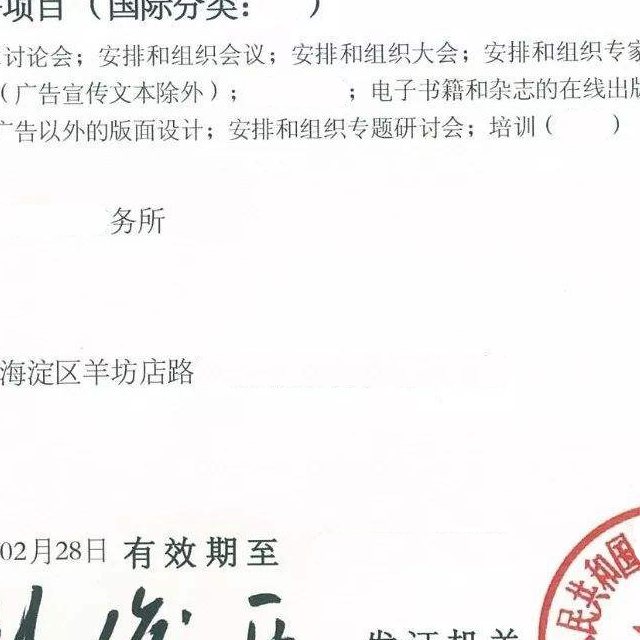 项目（国际分类：　）
讨论会；安排和组织会议；安排和组织大会；安排和组织专家
（广告宣传文本除外）；　；电子书籍和杂志的在线出版
广告以外的版面设计；安排和组织专题研讨会；培训（　）
务所
海淀区羊坊店路
02月28日 有效期至
发证机关
民共和国